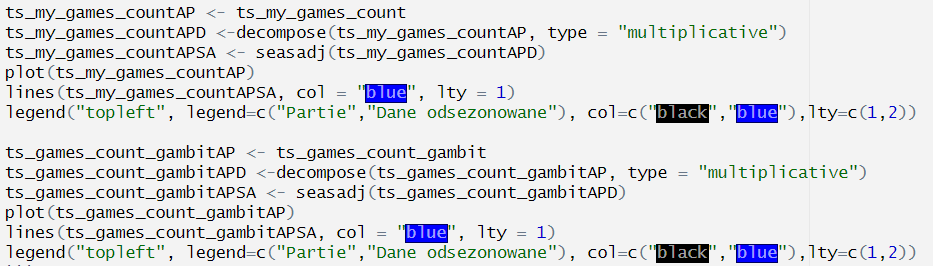 ts_my_games_countAP <- ts_my_games_count
ts_my_games_countAPD <-decompose(ts_my_games_countAP, type = "multiplicative")
ts_my_games_countAPSA <- seasadj(ts_my_games_countAPD)
plot(ts_my_games_countAP)
lines(ts_my_games_countAPSA, col = "blue", lty = 1)
legend("topleft", legend=c("Partie","Dane odsezonowane"), col=c("black","blue"),lty=c(1,2))
ts_games_count_gambitAP <- ts_games_count_gambit
ts_games_count_gambitAPD <-decompose(ts_games_count_gambitAP, type = "multiplicative")
ts_games_count_gambitAPSA <- seasadj(ts_games_count_gambitAPD)
plot(ts_games_count_gambitAP)
lines(ts_games_count_gambitAPSA, col = "blue", lty = 1)
legend("topleft", legend=c("Partie","Dane odsezonowane"), col=c("black","blue"),lty=c(1,2))